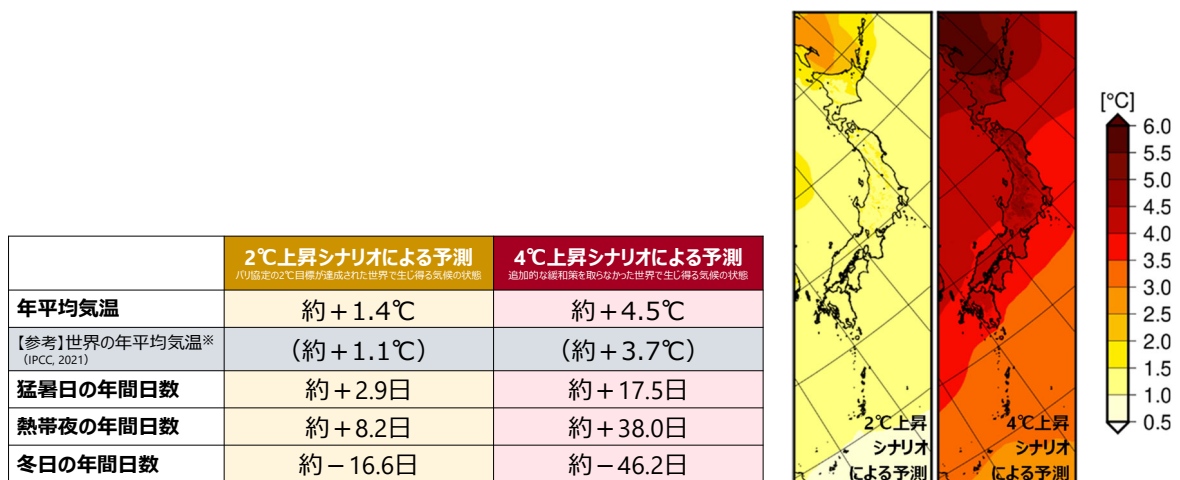 2℃上昇シナリオによる予測
パリ協定の2℃目標が達成された世界で生じ得る気候の状態
4℃上昇シナリオによる予測
追加的な緩和策を取らなかった世界で生じ得る気候の状態
年平均気温
約+1.4℃
約+4.5℃
【参考】世界の年平均気温※
(IPCC, 2021)
(約+1.1℃)
(約+3.7℃)
猛暑日の年間日数
約+2.9日
約+17.5日
熱帯夜の年間日数
約+8.2日
約+38.0日
冬日の年間日数
約-16.6日
約-46.2日
2℃上昇
シナリオ
による予測
4℃上昇
シナリオ
による予測
[°C]
6.0
5.5
5.0
4.5
4.0
3.5
3.0
2.5
2.0
1.5
1.0
0.5